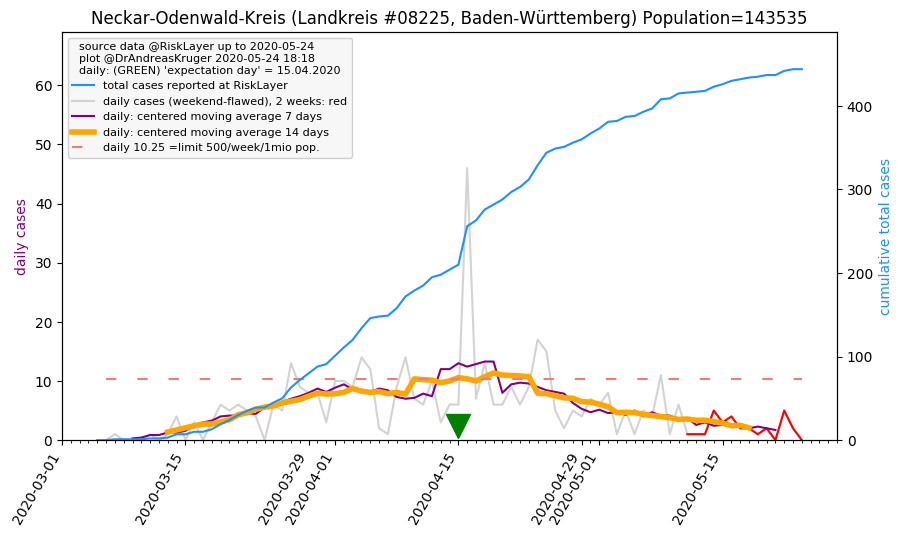 Neckar-Odenwald-Kreis (Landkreis #08225, Baden-Württemberg) Population=143535
source data @RiskLayer up to 2020-05-24
plot @DrAndreasKruger 2020-05-24 18:18
daily: (GREEN) 'expectation day' = 15.04.2020
total cases reported at RiskLayer
daily cases (weekend-flawed), 2 weeks: red
daily: centered moving average 7 days
daily: centered moving average 14 days
daily 10.25 =limit 500/week/1mio pop.
daily cases
60
50
40
30
20
10
0
400
300
200
100
0
cumulative total cases
2020-03-01
2020-03-15
2020-03-29
2020-04-01
2020-04-15
2020-04-29
2020-05-01
2020-05-15